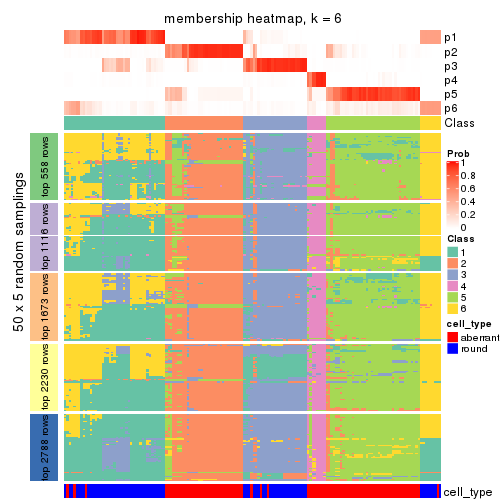 membership heatmap, k = 6
p1
p2
p3
p4
p5
p6
Class
50 x 5 random samplings
top 558 rows
top 1116 rows
top 1673 rows
top 2230 rows
top 2788 rows
cell_type
Prob
1
0.8
0.6
0.4
0.2
0
Class
1
2
3
4
5
6
cell_type
aberrant
round